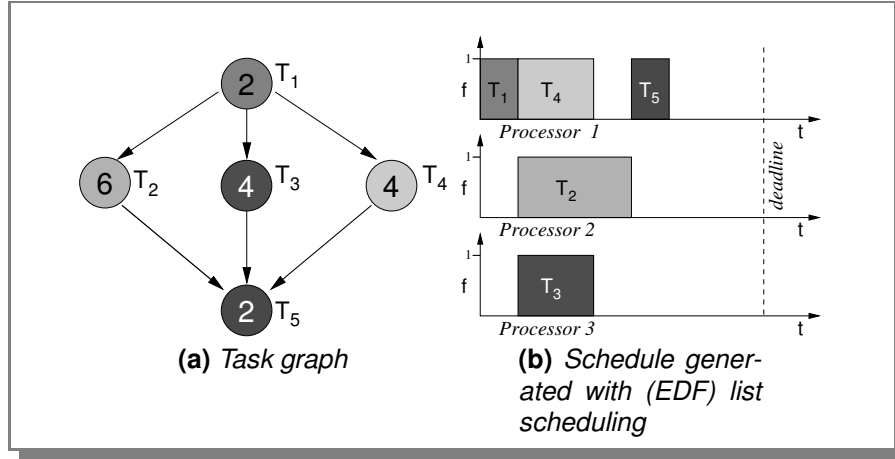 2 T1
6 T2
4 T3
4 T4
2 T5
(a) Task graph
1
f
T1 T4 T5
Processor 1
t
1
f
T2
Processor 2
t
1
f
T3
Processor 3
t
deadline
(b) Schedule gener-
ated with (EDF) list
scheduling